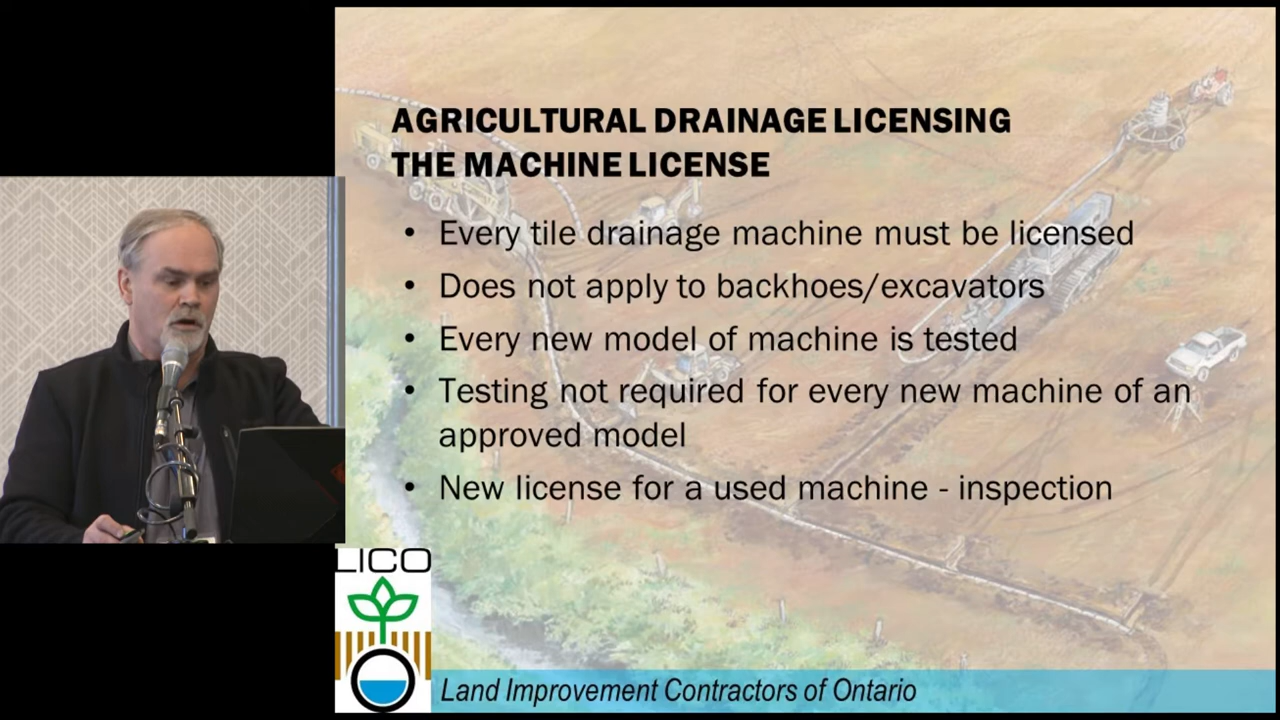 AGRICULTURAL DRAINAGE LICENSING
THE MACHINE LICENSE
• Every tile drainage machine must be licensed
• Does not apply to backhoes/excavators
• Every new model of machine is tested
• Testing not required for every new machine of an
approved model
• New license for a used machine - inspection
LICO
Land Improvement Contractors of Ontario